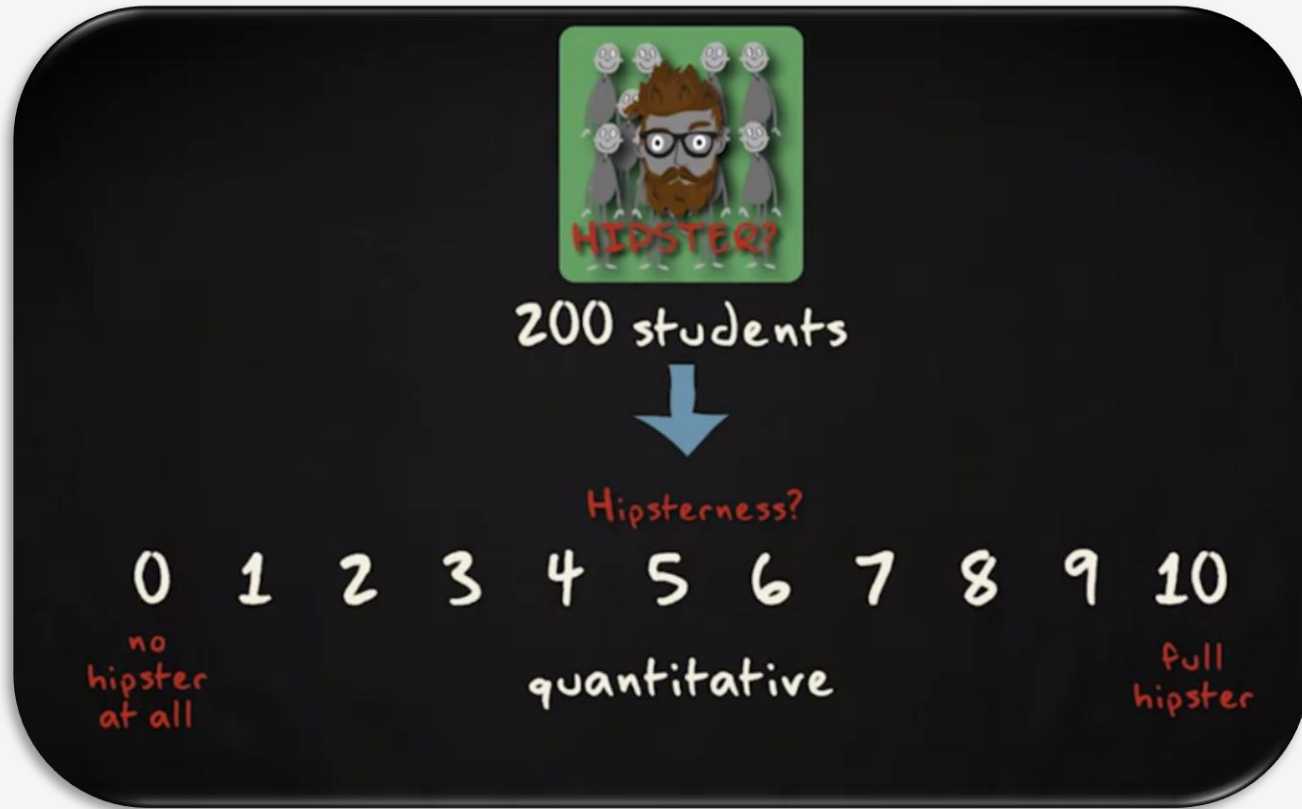 HIPSTER?
200 students
Hipsterness?
0 1 2 3 4 5 6 7 8 9 10
no
hipster
at all
quantitative
full
hipster